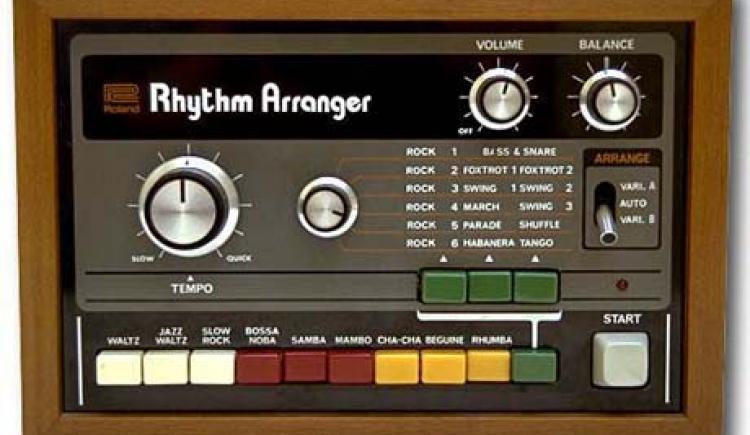 VOLUME BALANCE
Roland Rhythm Arranger
OFF
ROCK 1 BASS & SNARE
ROCK 2 FOXTROT 1 FOXTROT 2
ROCK 3 SWING 1 SWING 2
ROCK 4 MARCH SWING 3
ROCK 5 PARADE SHUFFLE
ROCK 6 HABANERA TANGO
ARRANGE
VARI. A
AUTO
VARI. B
SLOW QUICK
TEMPO
START
WALTZ
JAZZ WALTZ
SLOW ROCK
BOSSA NOBA
SAMBA
MAMBO
CHA-CHA
BEGUINE
RHUMBA